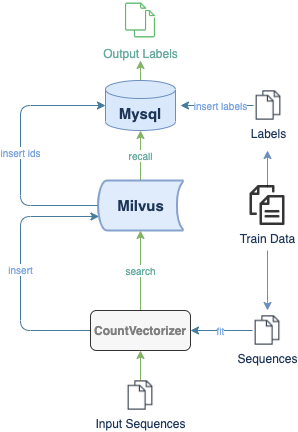 Output Labels
Mysql
insert labels
Labels
insert ids
recall
Milvus
Train Data
insert
search
CountVectorizer
fit
Sequences
Input Sequences